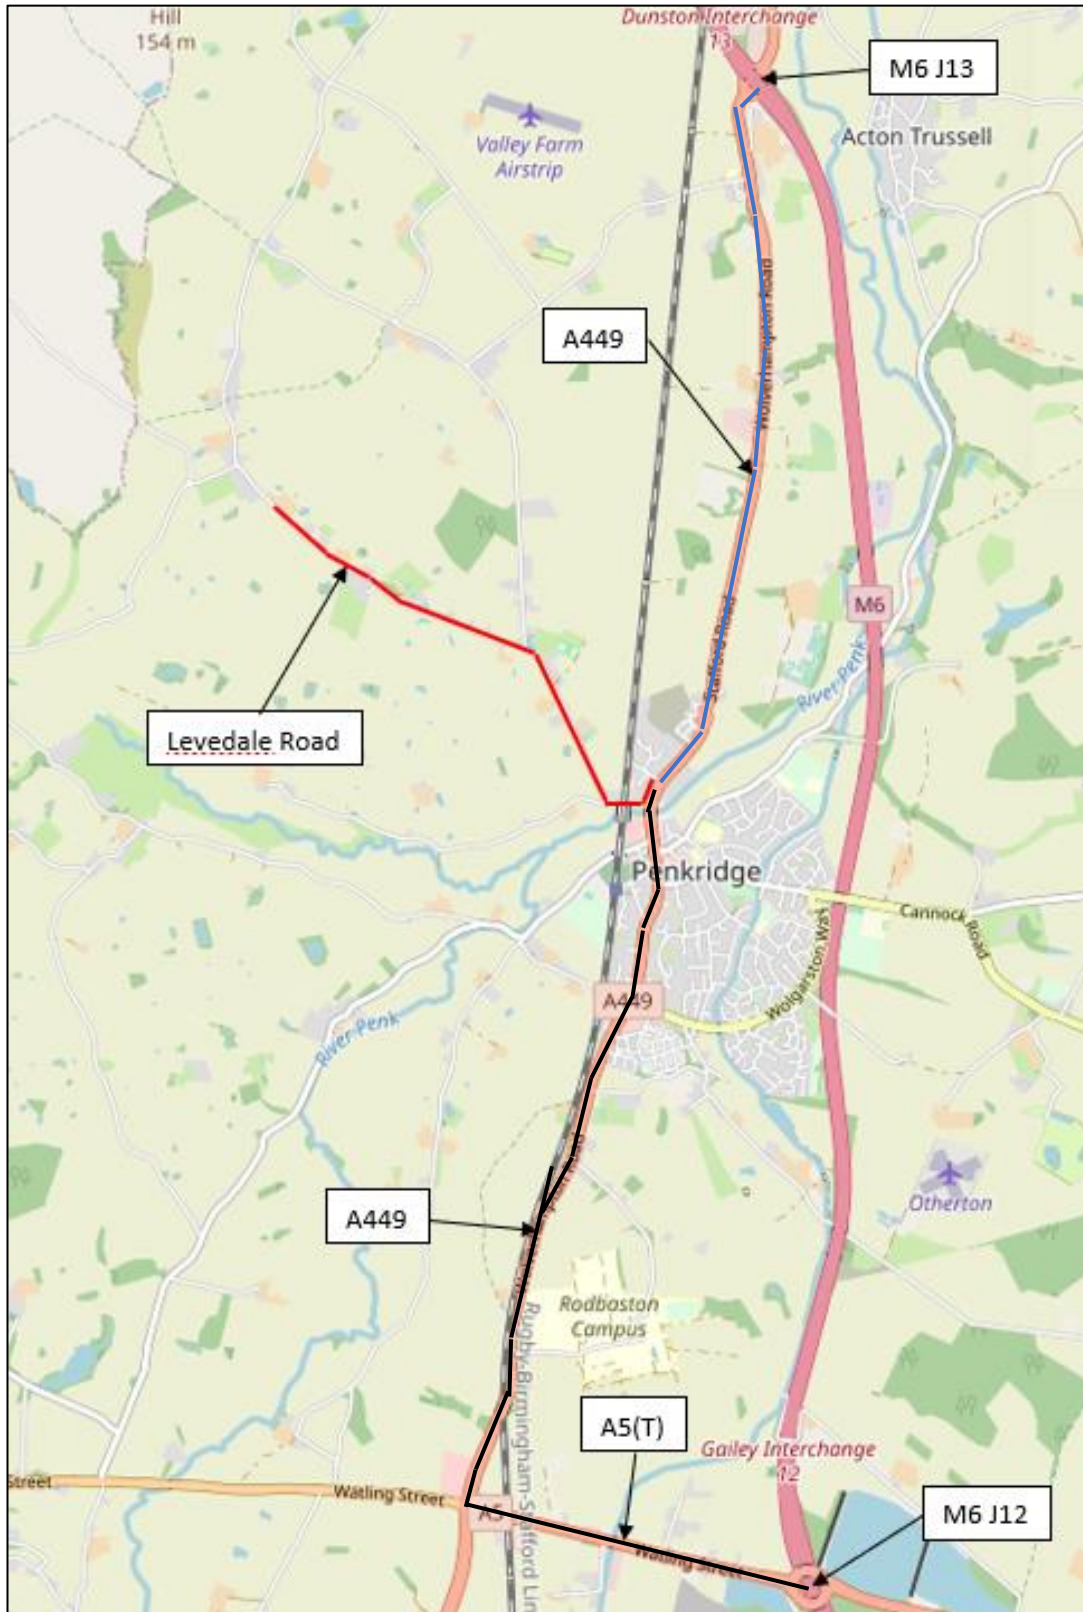 Hill
154 m
Dunston Interchange
13
M6 J13
Acton Trussell
Valley Farm
Airstrip
Wolverhampton Road
A449
M6
Stafford Road
River Penk
Levedale Road
Penkridge
Cannock
Road
Wolgarston Way
A449
River Penk
Otherton
A449
Rodbaston
Campus
Rugby-Birmingham-Stafford Lin
A5(T)
Gailey Interchange
12
Street
Watling Street
A5
M6 J12
Watling Street